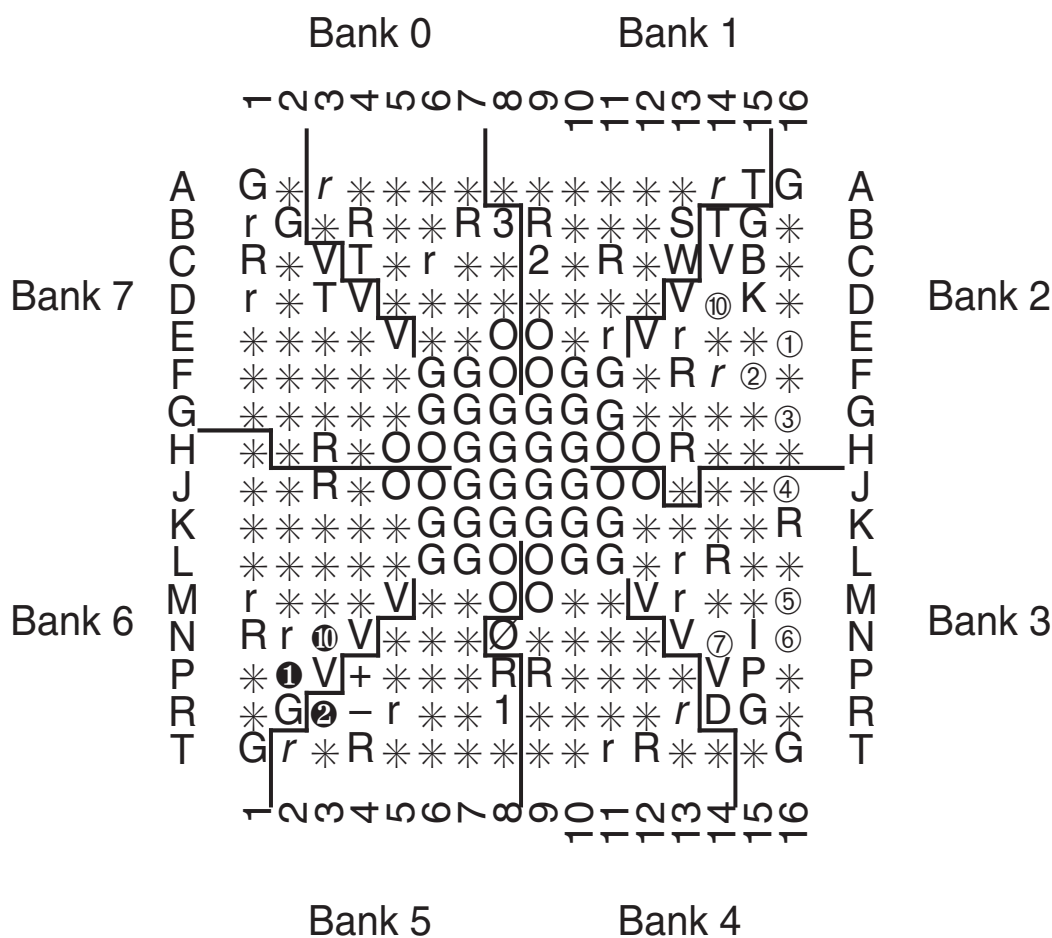 Bank 0 Bank 1
1 2 3 4 5 6 7 8 9 10 11 12 13 14 15 16
A G ✳ r ✳ ✳ ✳ ✳ ✳ ✳ ✳ ✳ ✳ ✳ r T G A
B r G ✳ R ✳ ✳ R 3 R ✳ ✳ ✳ S T G ✳ B
C R ✳ V T ✳ r ✳ ✳ 2 ✳ R ✳ W V B ✳ C
Bank 7 Bank 2
D r ✳ T V ✳ ✳ ✳ ✳ ✳ ✳ ✳ ✳ V ⑩ K ✳ D
E ✳ ✳ ✳ ✳ V ✳ ✳ O O ✳ r V r ✳ ✳ ① E
F ✳ ✳ ✳ ✳ ✳ G G O O G G ✳ R r ② ✳ F
G ✳ ✳ ✳ ✳ ✳ G G G G G G ✳ ✳ ✳ ✳ ③ G
H ✳ ✳ R ✳ O O G G G G O O R ✳ ✳ ✳ H
J ✳ ✳ R ✳ O O G G G G O O ✳ ✳ ✳ ④ J
K ✳ ✳ ✳ ✳ ✳ G G G G G G ✳ ✳ ✳ ✳ R K
L ✳ ✳ ✳ ✳ ✳ G G O O G G ✳ r R ✳ ✳ L
M r ✳ ✳ ✳ V ✳ ✳ O O ✳ ✳ V r ✳ ✳ ⑤ M
Bank 6 Bank 3
N R r ❿ V ✳ ✳ ✳ Ø ✳ ✳ ✳ ✳ V ⑦ I ⑥ N
P ✳ ❶ V + ✳ ✳ ✳ R R ✳ ✳ ✳ ✳ V P ✳ P
R ✳ G ❷ – r ✳ ✳ 1 ✳ ✳ ✳ ✳ r D G ✳ R
T G r ✳ R ✳ ✳ ✳ ✳ ✳ ✳ r R ✳ ✳ ✳ G T
1 2 3 4 5 6 7 8 9 10 11 12 13 14 15 16
Bank 5 Bank 4